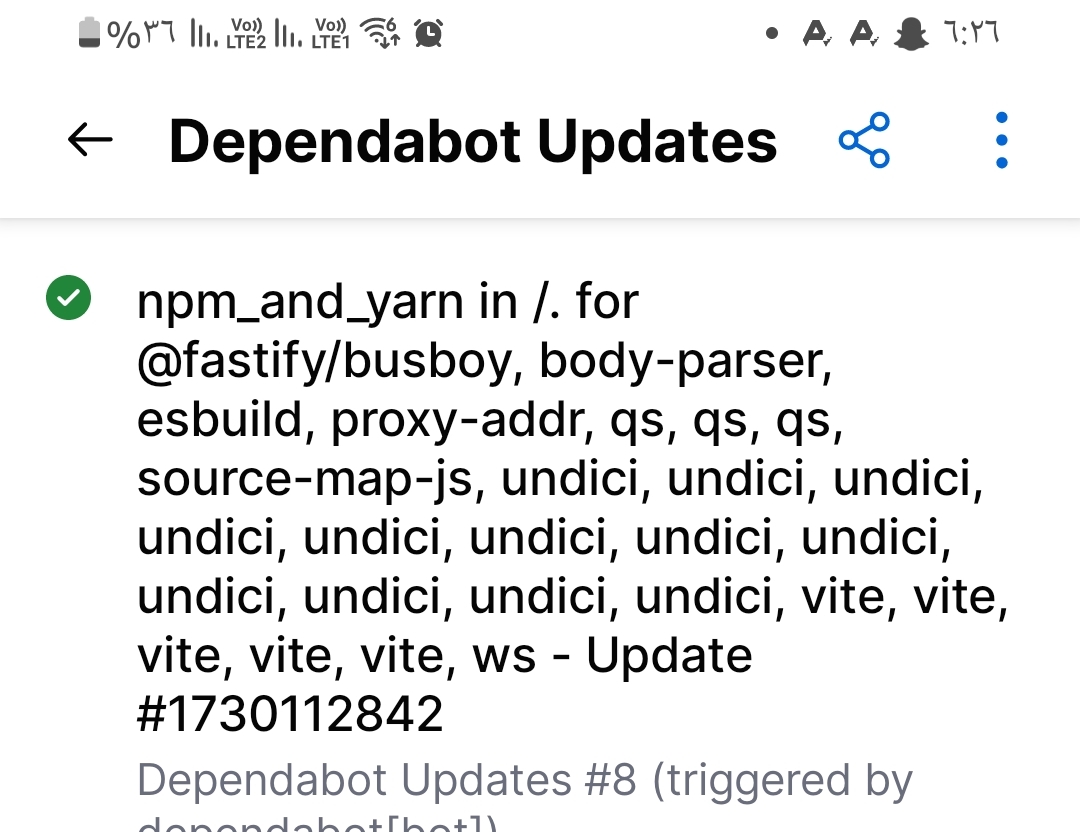 %٣٦ Vo)) LTE2 Vo)) LTE1 6 ٦:٢٦
Dependabot Updates
npm_and_yarn in /. for
@fastify/busboy, body-parser,
esbuild, proxy-addr, qs, qs, qs,
source-map-js, undici, undici, undici,
undici, undici, undici, undici, undici,
undici, undici, undici, undici, vite, vite,
vite, vite, vite, ws - Update
#1730112842
Dependabot Updates #8 (triggered by
dependabot[bot])